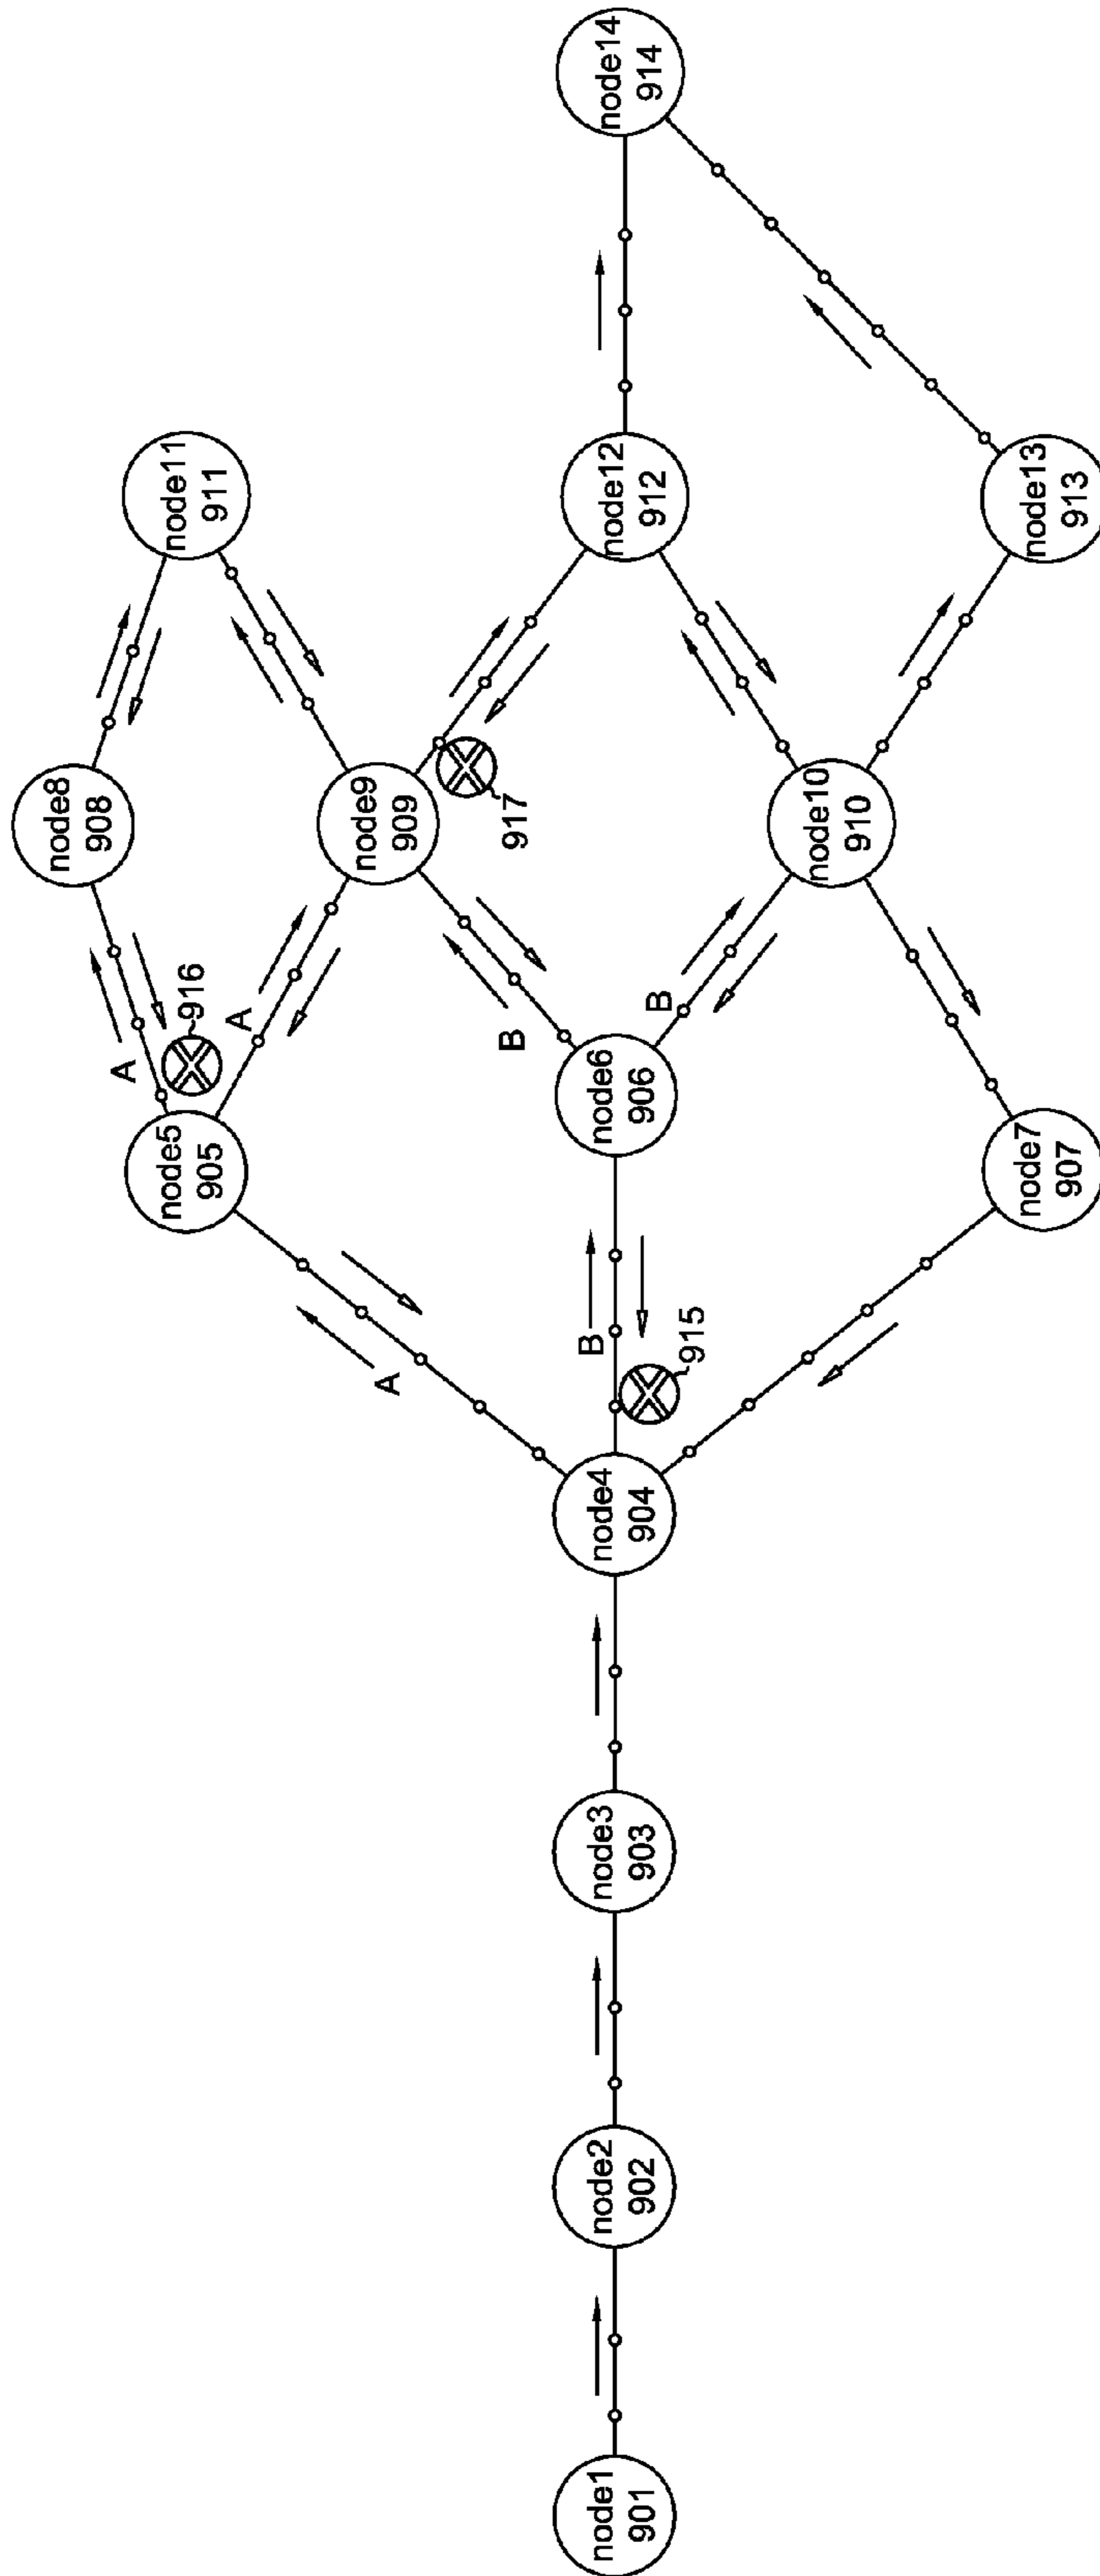 node1
901
node2
902
node3
903
node4
904
A
B
915
node5
905
A
916
A
node6
906
B
B
node7
907
node8
908
node9
909
917
node10
910
node11
911
node12
912
node13
913
node14
914